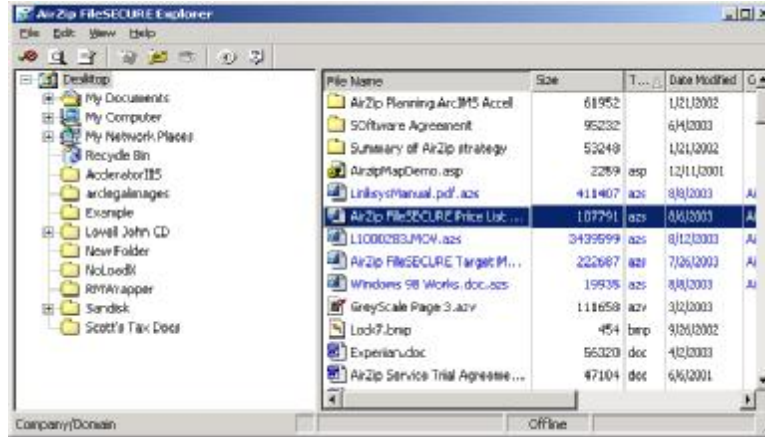 AirZip FileSECURE Explorer
File Edit View Help
Desktop
My Documents
My Computer
My Network Places
Recycle Bin
AccleratorIIS
arclegalimages
Example
Lovell John CD
New Folder
NoLoadX
RMAWrapper
Sandisk
Scott's Tax Docs
File Name Size T... Date Modified
AirZip Planning ArcIMS Accel 61952 1/21/2002
SOftware Agreement 95232 6/4/2003
Summary of AirZip strategy 53248 1/21/2002
AirzipMapDemo.asp 2289 asp 12/11/2001
LinksysManual.pdf.azs 411407 azs 8/8/2003
AirZip FileSECURE Price List ... 107791 azs 8/6/2003
L1000283.MOV.azs 3439599 azs 8/12/2003
AirZip FileSECURE Target M... 222687 azs 7/26/2003
Windows 98 Works.doc.azs 19935 azs 8/8/2003
GreyScale Page 3.azv 111658 azv 3/2/2003
Lock7.bmp 454 bmp 9/26/2002
Experian.doc 56320 doc 4/2/2003
AirZip Service Trial Agreeme... 47104 doc 6/6/2001
Company/Domain Offline